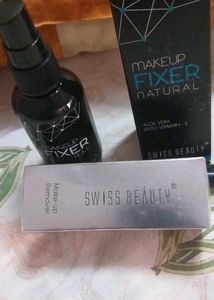 MAKEUP
FIXER
NATURAL
ALOE VERA
WITH VITAMIN - E
SWISS BEAUTY®
MAKEUP
FIXER
Make-up
Remover
SWISS BEAUTY®